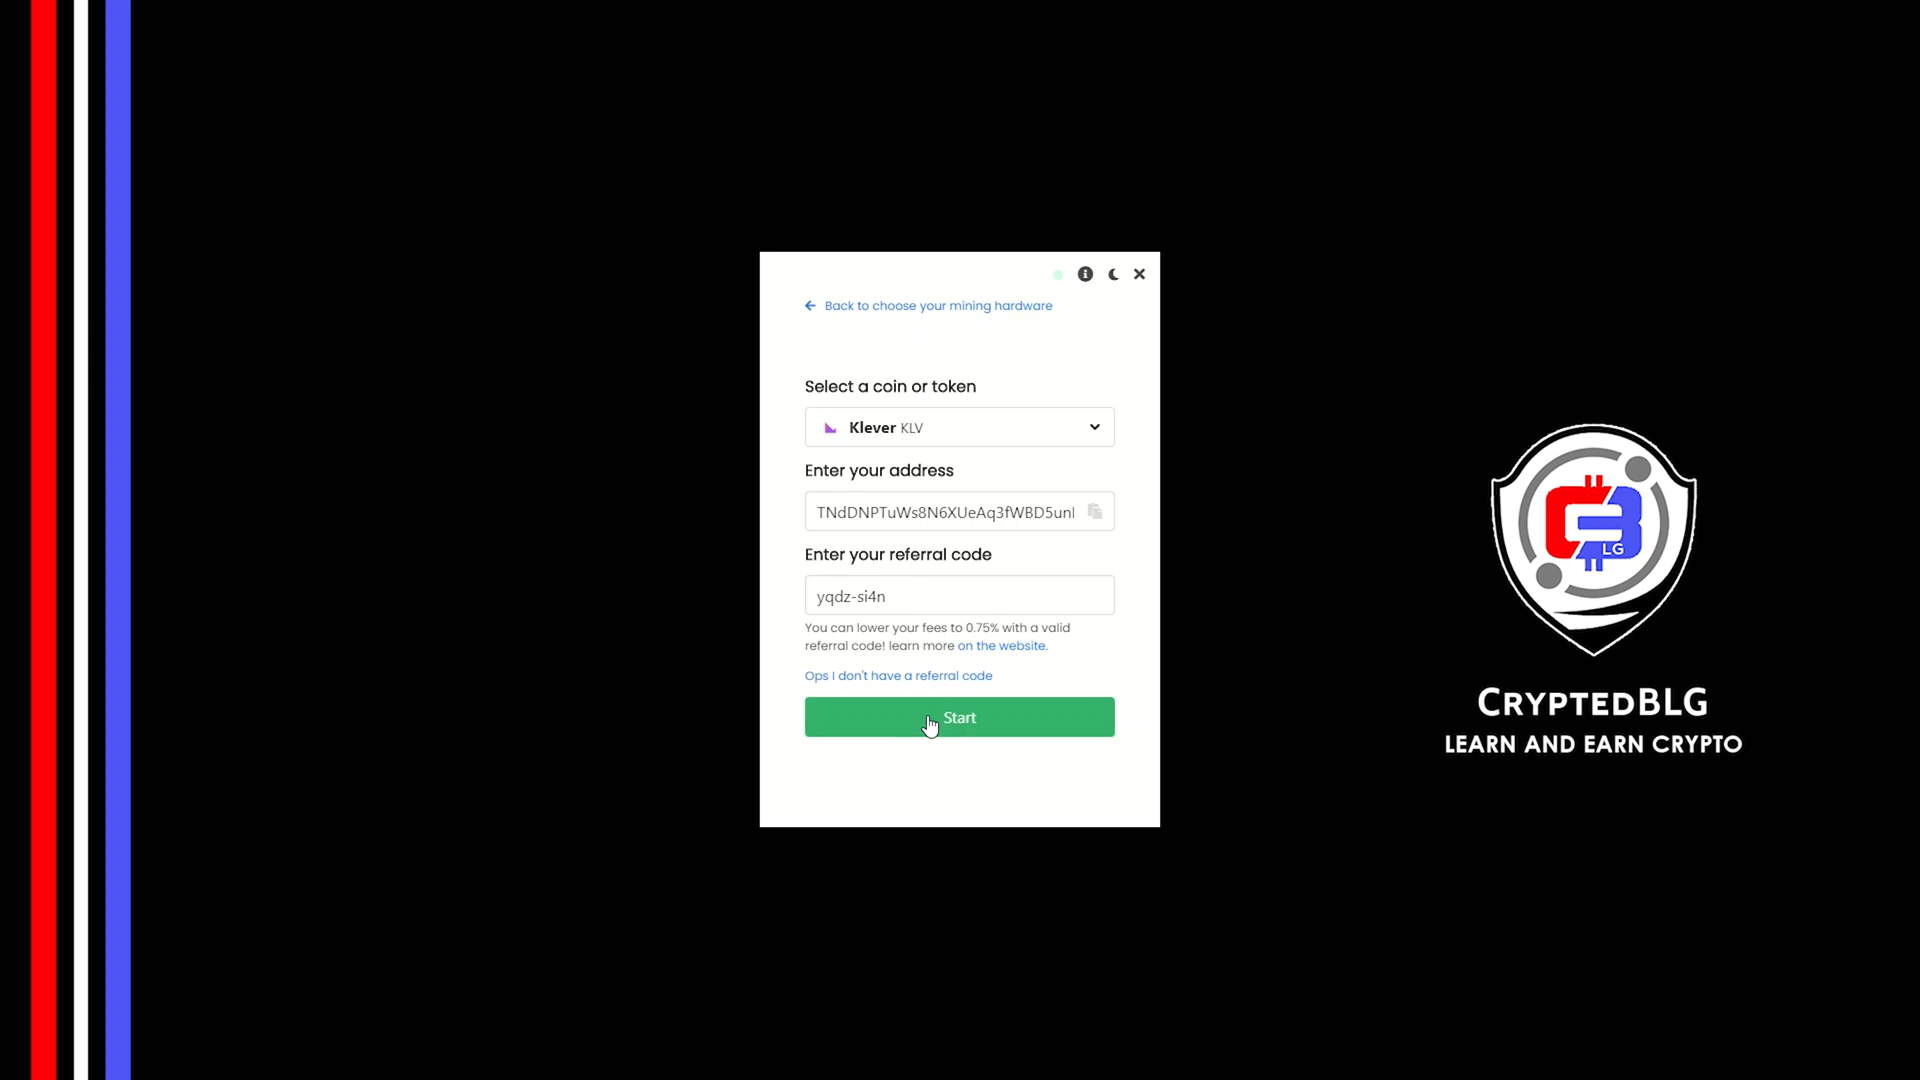 Back to choose your mining hardware
Select a coin or token
Klever KLV
Enter your address
TNdDNPTuWs8N6XUeAq3fWBD5unl
Enter your referral code
yqdz-si4n
You can lower your fees to 0.75% with a valid
referral code! learn more on the website.
Ops I don't have a referral code
Start
LG
CRYPTEDBLG
LEARN AND EARN CRYPTO